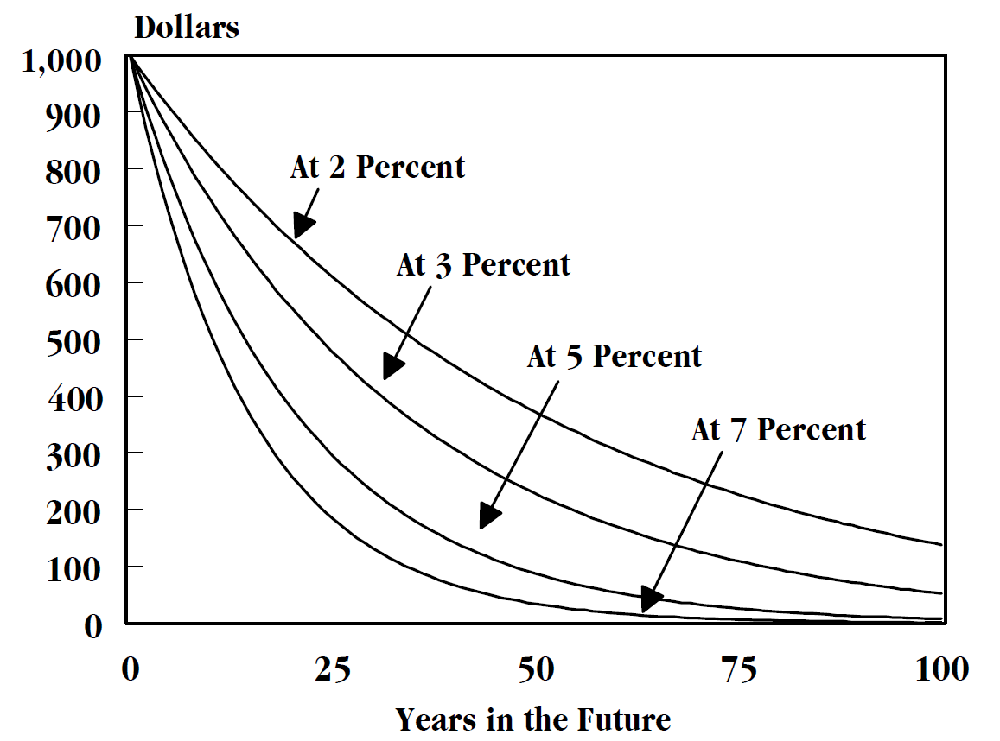 Dollars
1,000
900
800
700
600
500
400
300
200
100
0
At 2 Percent
At 3 Percent
At 5 Percent
At 7 Percent
0 25 50 75 100
Years in the Future